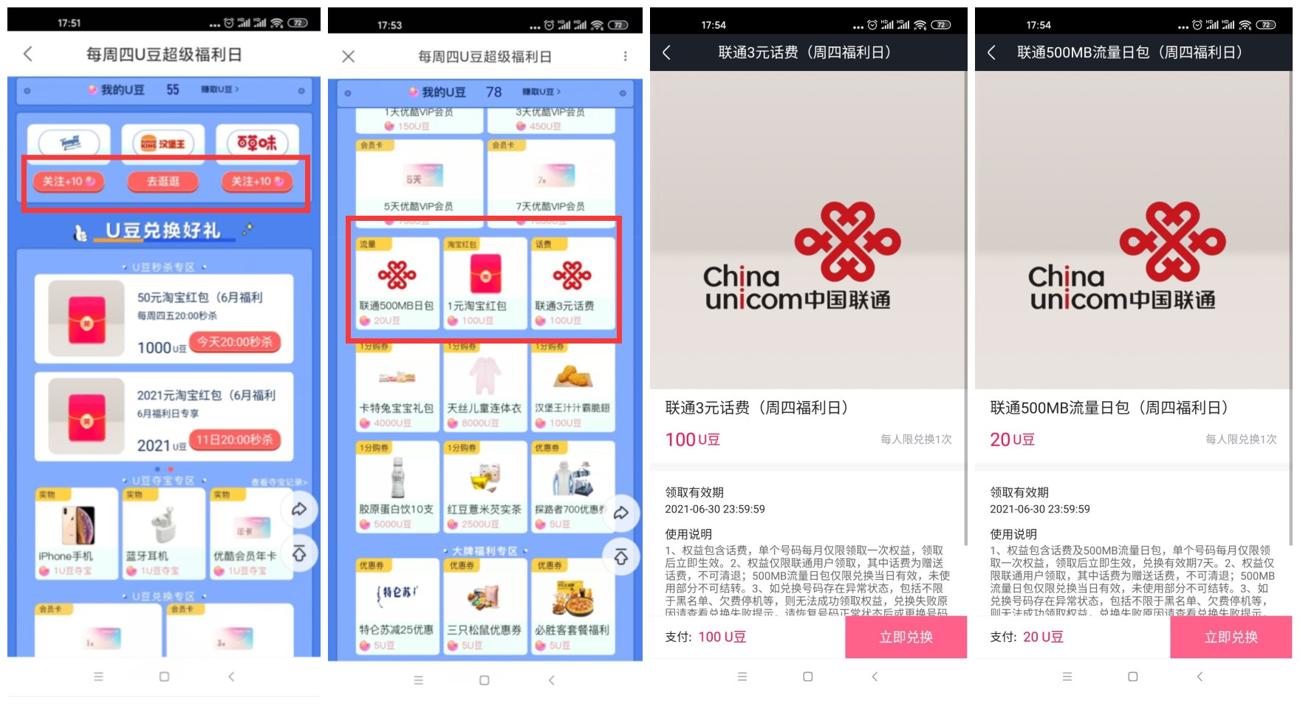 17:51
72
每周四U豆超级福利日
我的U豆 55 赚取U豆>
Tempo
BURGER KING 汉堡王
百草味
关注+10
去逛逛
关注+10
U豆兑换好礼
U豆秒杀专区
50元淘宝红包（6月福利
每周四五20:00秒杀
1000U豆 今天20:00秒杀
2021元淘宝红包（6月福利
6月福利日专享
2021U豆 11日20:00秒杀
U豆夺宝专区
查看夺宝记录>
实物
iPhone手机
1U豆夺宝
实物
蓝牙耳机
1U豆夺宝
实物
年卡
优酷会员年卡
1U豆夺宝
U豆兑换专区
会员卡
1天
会员卡
3天
17:53
72
每周四U豆超级福利日
我的U豆 78 赚取U豆>
1天优酷VIP会员
150U豆
3天优酷VIP会员
450U豆
会员卡
5天
5天优酷VIP会员
会员卡
7天优酷VIP会员
流量
联通500MB日包
20U豆
淘宝红包
1元淘宝红包
100U豆
话费
联通3元话费
100U豆
1分购券
卡特兔宝宝礼包
4000U豆
1分购券
天丝儿童连体衣
8000U豆
1分购券
汉堡王汁汁霸脆翅
100U豆
1分购券
胶原蛋白饮10支
5000U豆
1分购券
红豆薏米芡实茶
2500U豆
优惠券
探路者700优惠
5U豆
大牌福利专区
优惠券
特仑苏
特仑苏减25优惠
5U豆
优惠券
三只松鼠优惠券
5U豆
优惠券
必胜客套餐福利
5U豆
17:54
72
联通3元话费（周四福利日）
China
unicom中国联通
联通3元话费（周四福利日）
100U豆 每人限兑换1次
领取有效期
2021-06-30 23:59:59
使用说明
1、权益包含话费，单个号码每月仅限领取一次权益，领取
后立即生效。2、权益仅限联通用户领取，其中话费为赠送
话费，不可清退；500MB流量日包仅限兑换当日有效，未使
用部分不可结转。3、如兑换号码存在异常状态，包括不限
于黑名单、欠费停机等，则无法成功领取权益，兑换失败原
因请查看兑换失败提示，请恢复号码正常状态后或更换号码
支付: 100 U豆 立即兑换
17:54
72
联通500MB流量日包（周四福利日）
China
unicom中国联通
联通500MB流量日包（周四福利日）
20U豆 每人限兑换1次
领取有效期
2021-06-30 23:59:59
使用说明
1、权益包含话费及500MB流量日包，单个号码每月仅限领
取一次权益，领取后立即生效，兑换有效期7天。2、权益仅
限联通用户领取，其中话费为赠送话费，不可清退；500MB
流量日包仅限兑换当日有效，未使用部分不可结转。3、如
兑换号码存在异常状态，包括不限于黑名单、欠费停机等，
则无法成功领取权益，兑换失败原因请查看兑换失败提示，
支付: 20 U豆 立即兑换